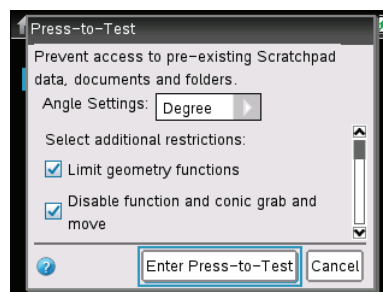 Press-to-Test
Prevent access to pre-existing Scratchpad
data, documents and folders.
Angle Settings: Degree
Select additional restrictions:
Limit geometry functions
Disable function and conic grab and
move
Enter Press-to-Test Cancel